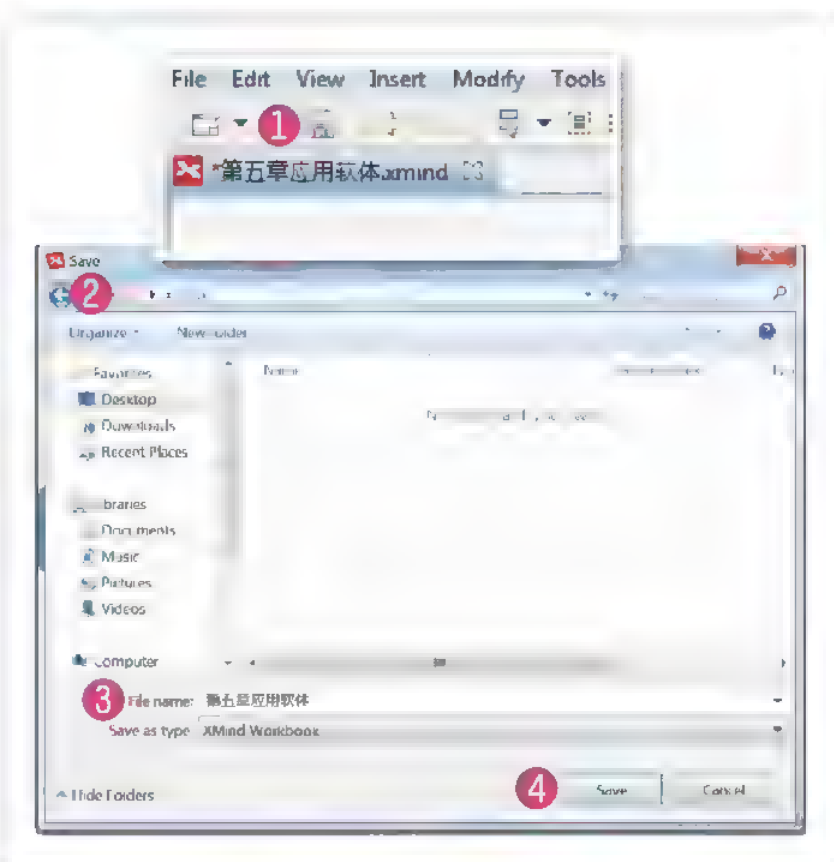 File Edit View Insert Modify Tools
1
*第五章应用软体.xmind
Save
2
Organize New folder
Favorites Name
Desktop
Downloads
Recent Places
Libraries
Documents
Music
Pictures
Videos
Computer
3 File name: 第五章应用软体
Save as type XMind Workbook
Hide Folders 4 Save Cancel